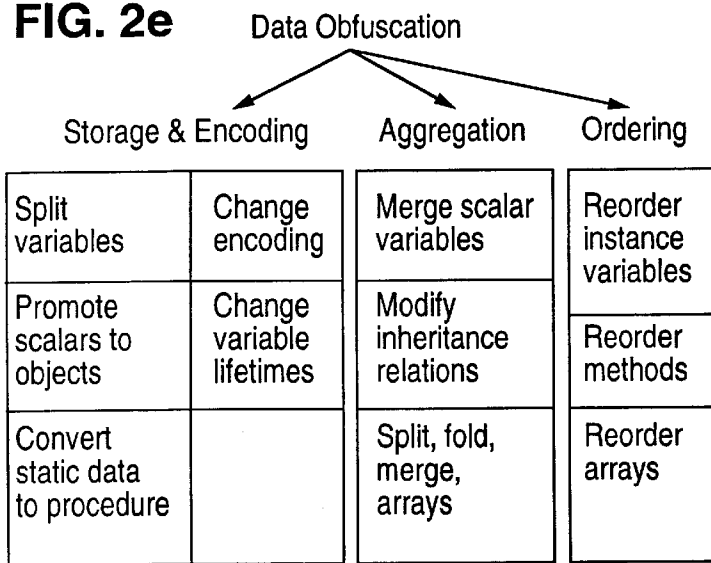 FIG. 2e
Data Obfuscation
Storage & Encoding
Aggregation
Ordering
Split
variables
Change
encoding
Merge scalar
variables
Reorder
instance
variables
Promote
scalars to
objects
Change
variable
lifetimes
Modify
inheritance
relations
Reorder
methods
Convert
static data
to procedure
Split, fold,
merge,
arrays
Reorder
arrays